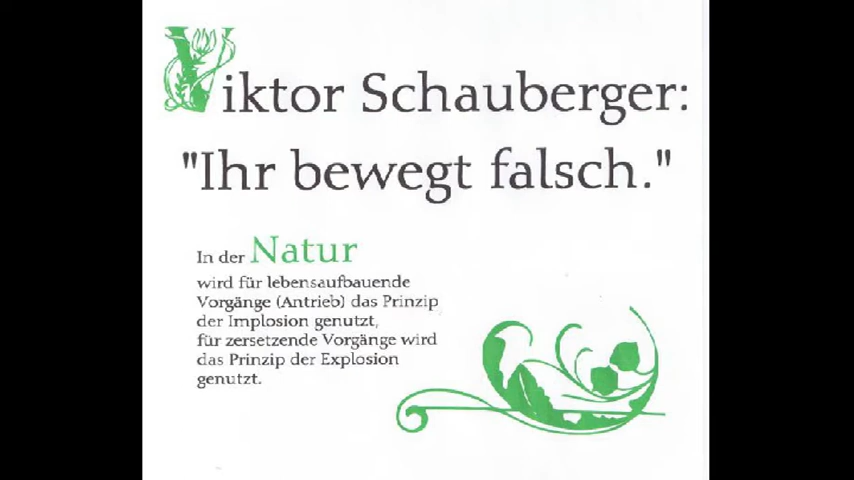 Viktor Schauberger:
"Ihr bewegt falsch."
In der Natur
wird für lebensaufbauende
Vorgänge (Antrieb) das Prinzip
der Implosion genutzt,
für zersetzende Vorgänge wird
das Prinzip der Explosion
genutzt.